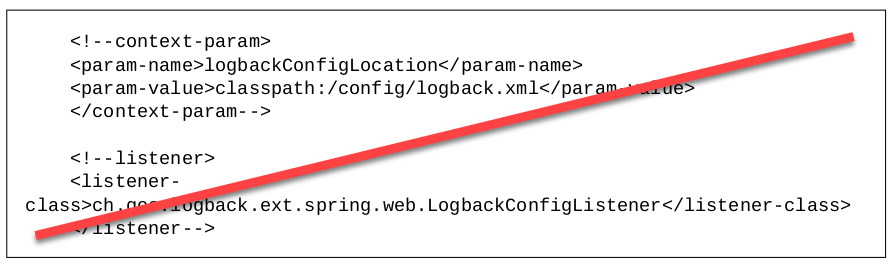 <!--context-param>
<param-name>logbackConfigLocation</param-name>
<param-value>classpath:/config/logback.xml</param-value>
</context-param-->
<!--listener>
<listener-
class>ch.qos.logback.ext.spring.web.LogbackConfigListener</listener-class>
</listener-->